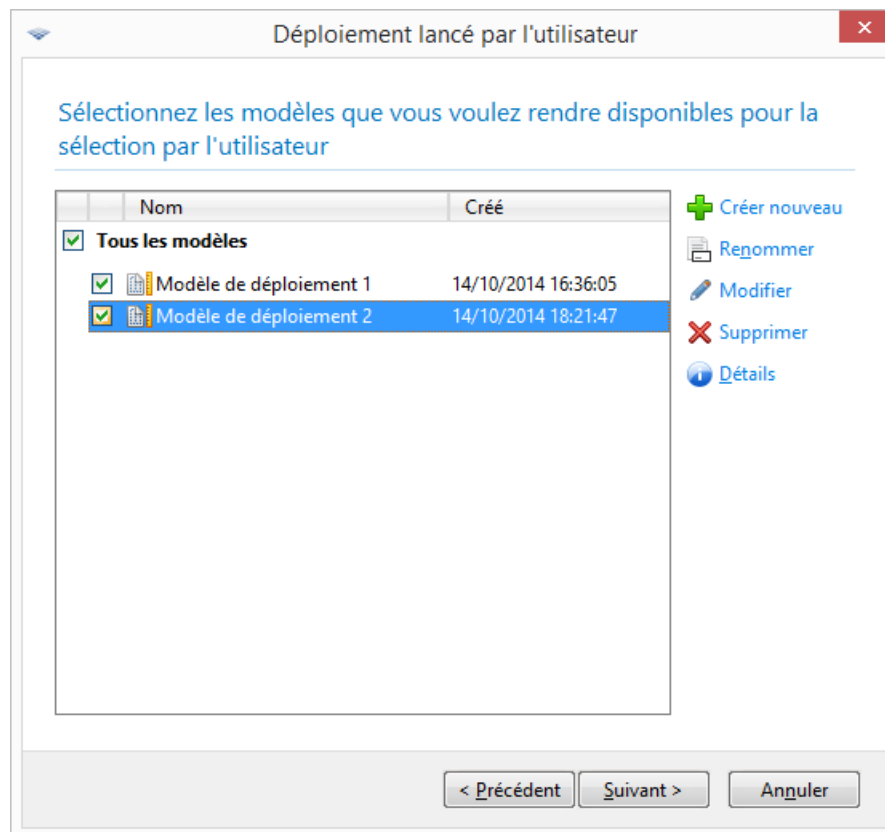 Déploiement lancé par l'utilisateur
Sélectionnez les modèles que vous voulez rendre disponibles pour la
sélection par l'utilisateur
Nom Créé
Tous les modèles
Modèle de déploiement 1 14/10/2014 16:36:05
Modèle de déploiement 2 14/10/2014 18:21:47
Créer nouveau
Renommer
Modifier
Supprimer
Détails
< Précédent Suivant > Annuler